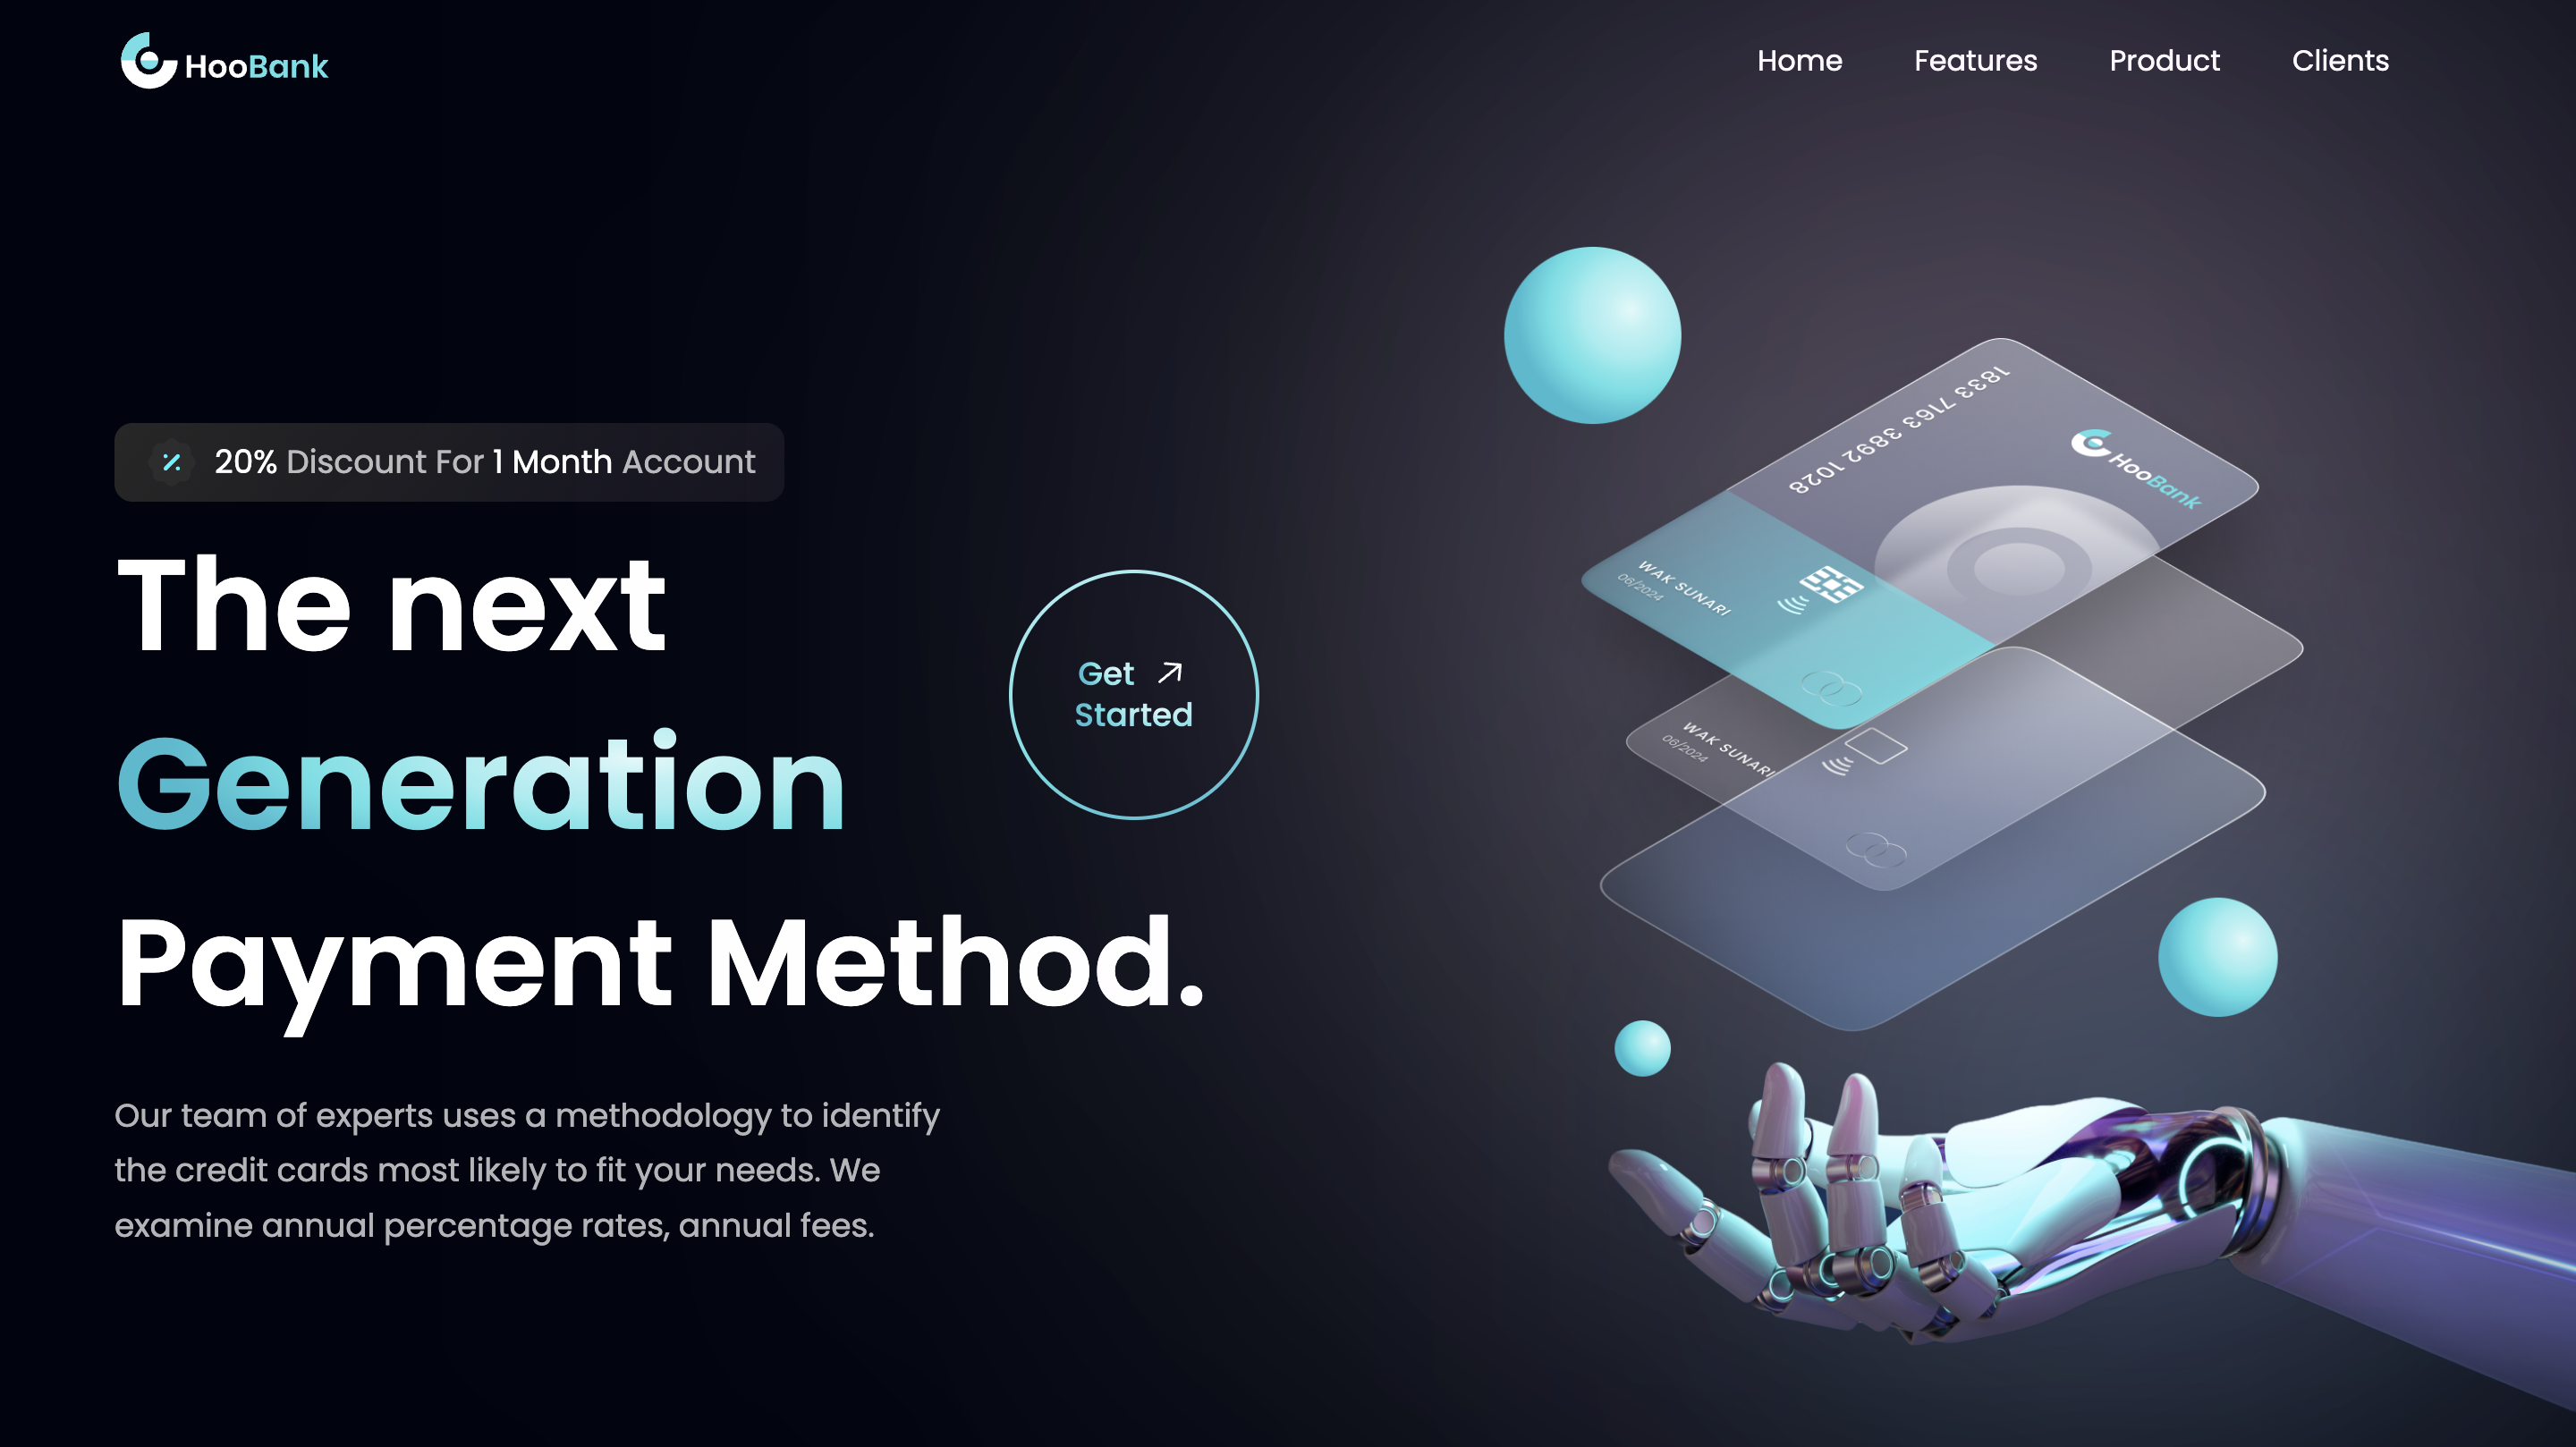 HooBank
Home Features Product Clients
20% Discount For 1 Month Account
The next
Generation
Payment Method.
Get
Started
Our team of experts uses a methodology to identify
the credit cards most likely to fit your needs. We
examine annual percentage rates, annual fees.
1833 7163 3892 1028
HooBank
WAK SUNARI
06/2024
WAK SUNARI
06/2024